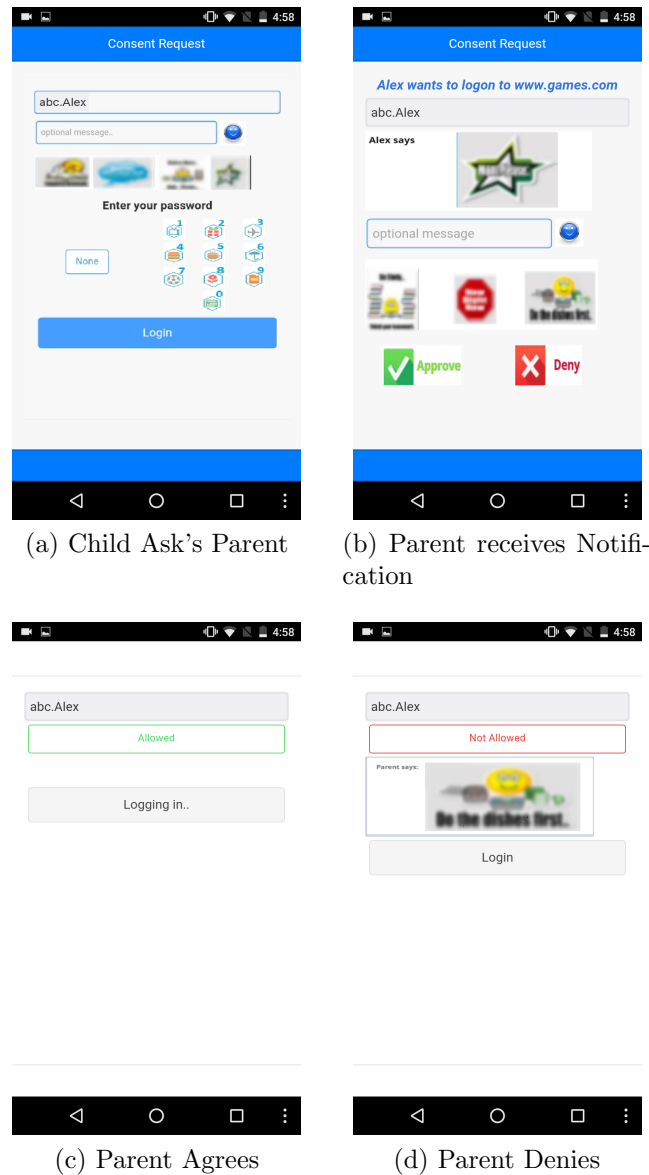 4:58
Consent Request
abc.Alex
optional message..
Enter your password
1 2 3
4 5 6
None
7 8 9
0
Login
(a) Child Ask's Parent
4:58
Consent Request
Alex wants to logon to www.games.com
abc.Alex
Alex says
optional message
Do the dishes first..
Approve
Deny
(b) Parent receives Notifi-
cation
4:58
abc.Alex
Allowed
Logging in..
(c) Parent Agrees
4:58
abc.Alex
Not Allowed
Parent says:
Do the dishes first..
Login
(d) Parent Denies